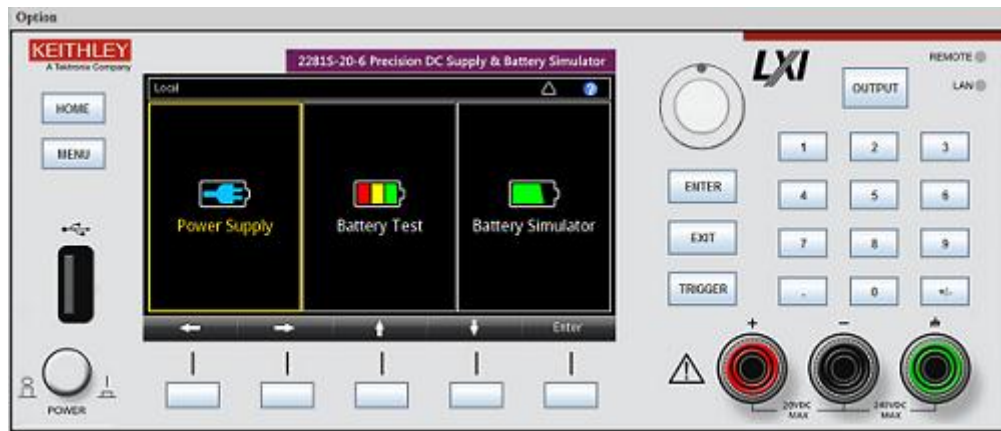 Option
KEITHLEY
A Tektronix Company
2281S-20-6 Precision DC Supply & Battery Simulator
LXI
REMOTE
LAN
HOME
MENU
Local
?
Power Supply
Battery Test
Battery Simulator
Enter
OUTPUT
1 2 3
ENTER
4 5 6
EXIT
7 8 9
TRIGGER
. 0 +/-
+ −
20VDC MAX
240VDC MAX
POWER